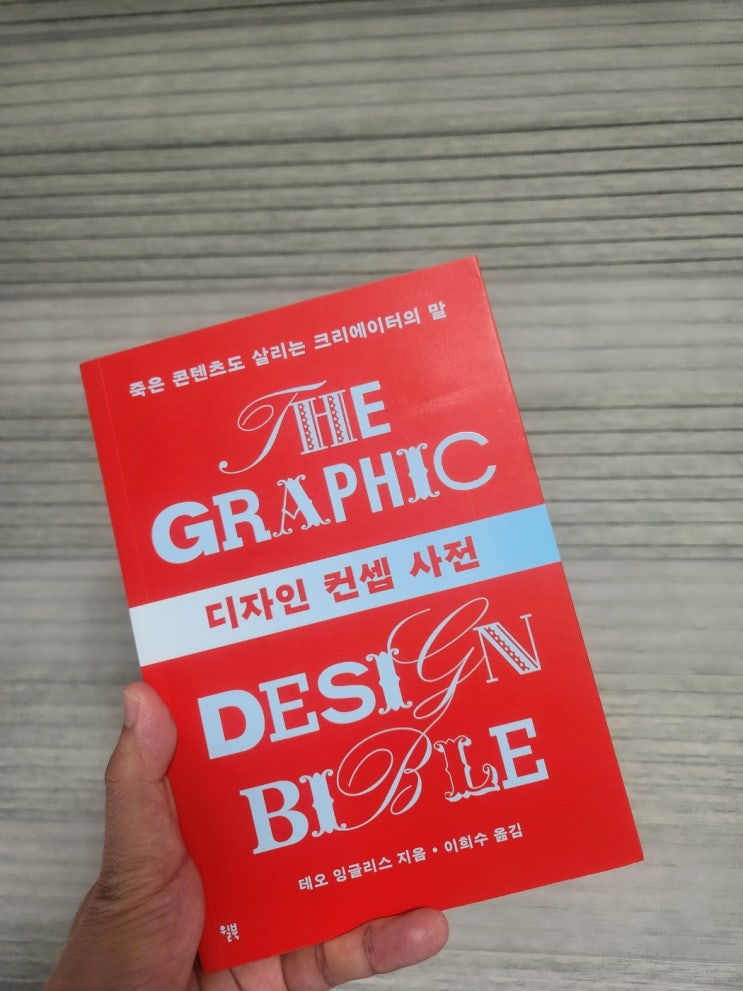 죽은 콘텐츠도 살리는 크리에이터의 말
THE
GRAPHIC
디자인 컨셉 사전
DESIGN
BIBLE
테오 잉글리스 지음 • 이희수 옮김
윌북